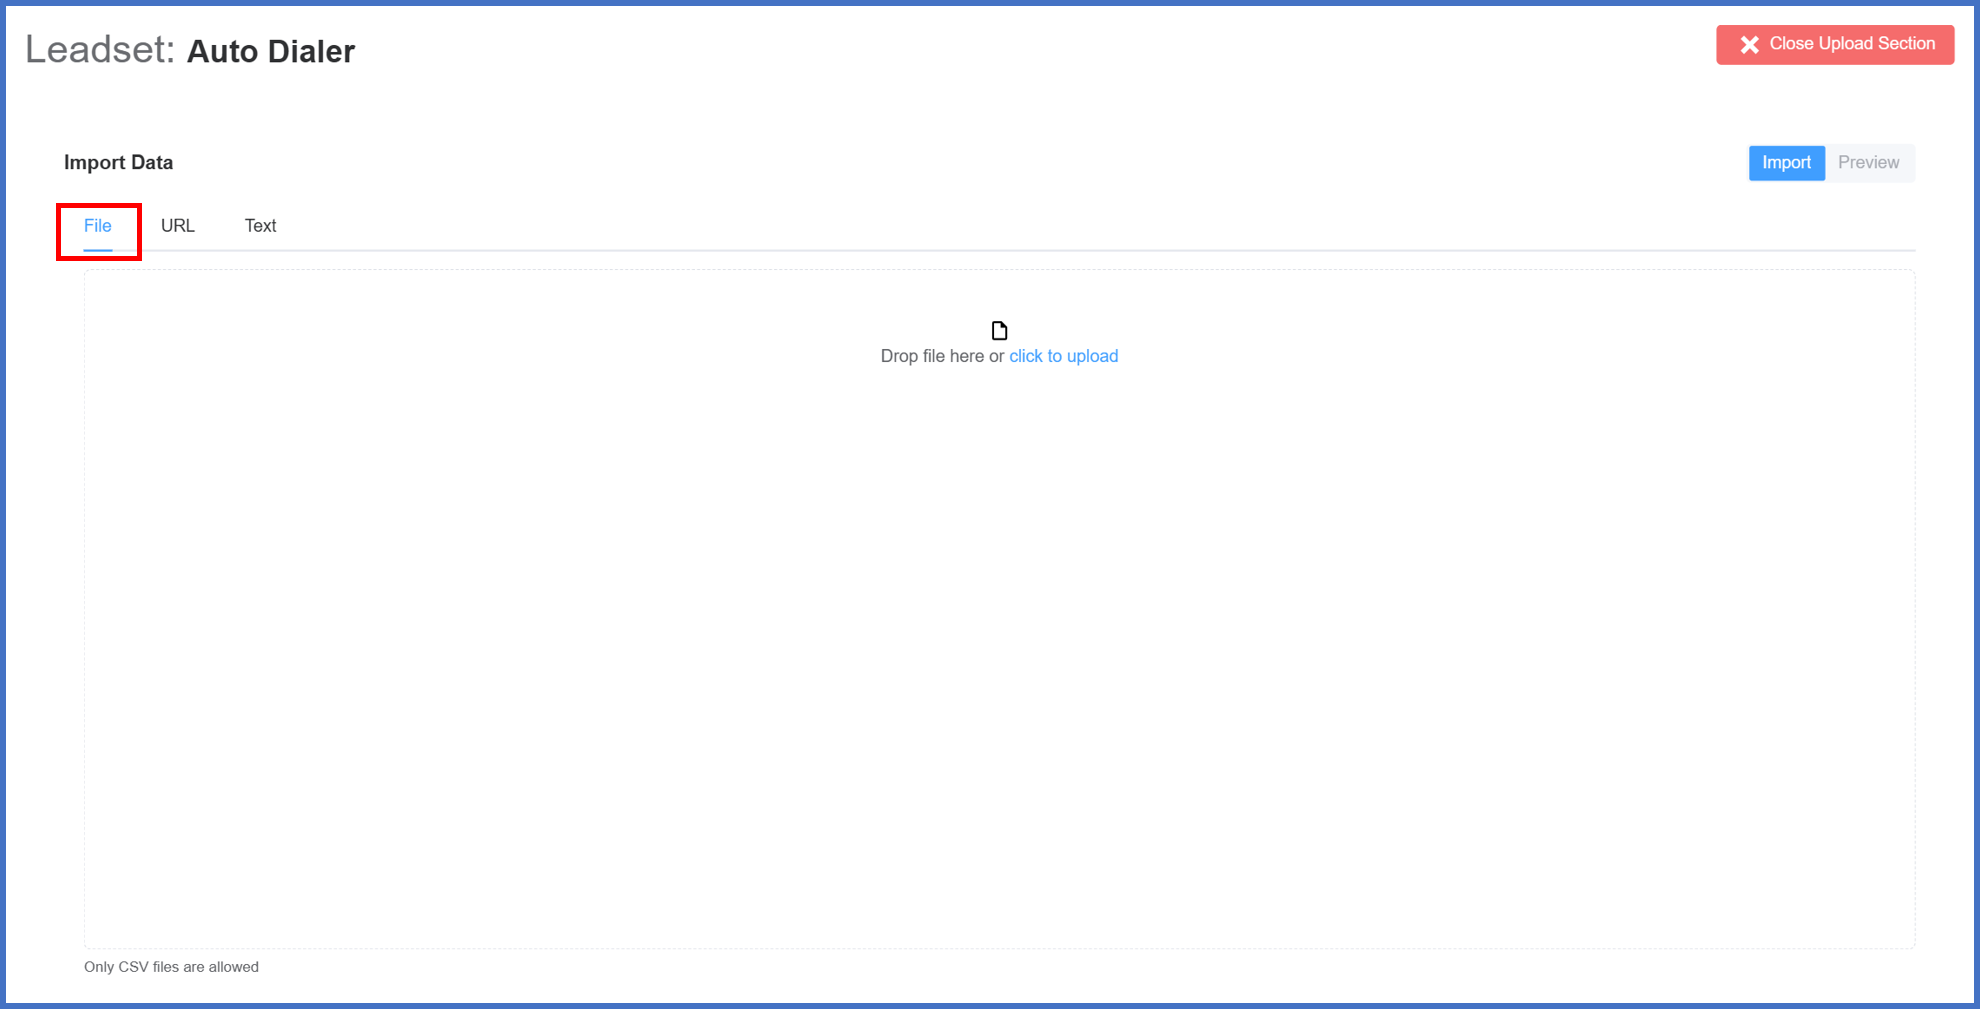 Leadset: Auto Dialer
Close Upload Section
Import Data
Import Preview
File URL Text
Drop file here or click to upload
Only CSV files are allowed